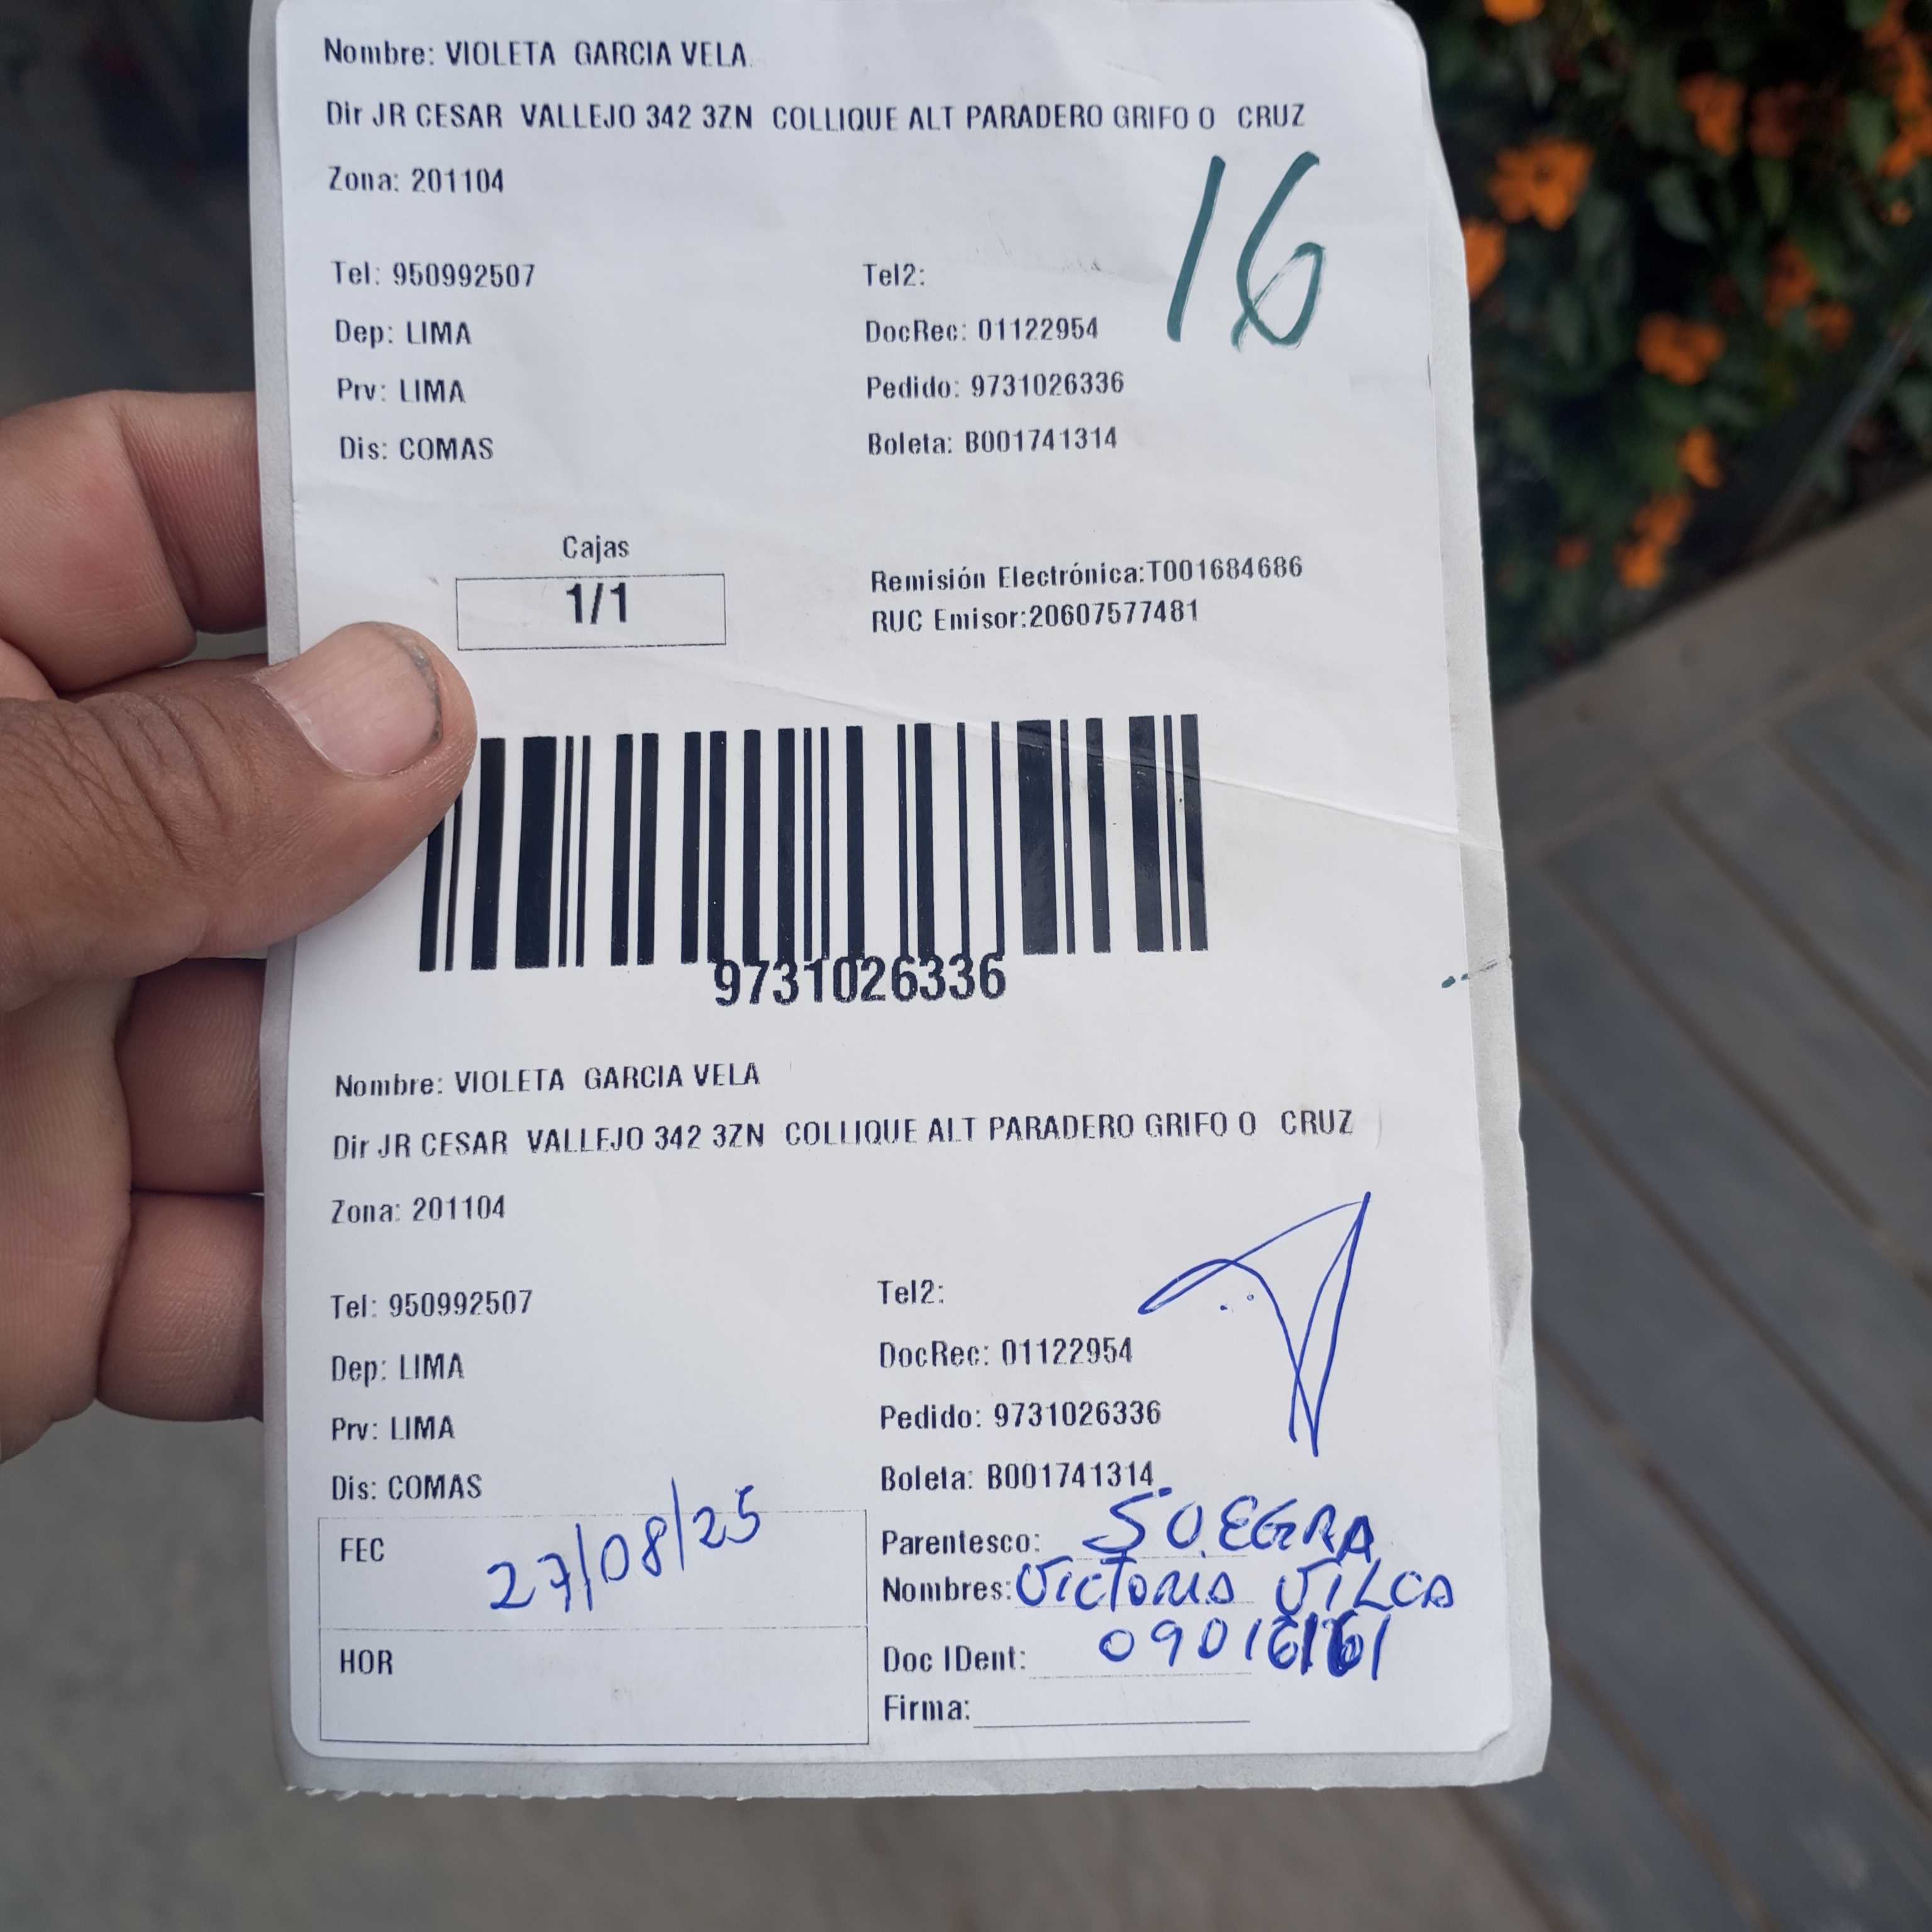 Nombre: VIOLETA GARCIA VELA
Dir JR CESAR VALLEJO 342 3ZN COLLIQUE ALT PARADERO GRIFO O CRUZ
Zona: 201104
16
Tel: 950992507 Tel2:
Dep: LIMA DocRec: 01122954
Prv: LIMA Pedido: 9731026336
Dis: COMAS Boleta: B001741314
Cajas
1/1
Remisión Electrónica:T001684686
RUC Emisor:20607577481
9731026336
Nombre: VIOLETA GARCIA VELA
Dir JR CESAR VALLEJO 342 3ZN COLLIQUE ALT PARADERO GRIFO O CRUZ
Zona: 201104
Tel: 950992507 Tel2:
Dep: LIMA DocRec: 01122954
Prv: LIMA Pedido: 9731026336
Dis: COMAS Boleta: B001741314
FEC 27/08/25
HOR
Parentesco: SUEGRA
Nombres: Victoria Vilca
Doc IDent:
Firma: